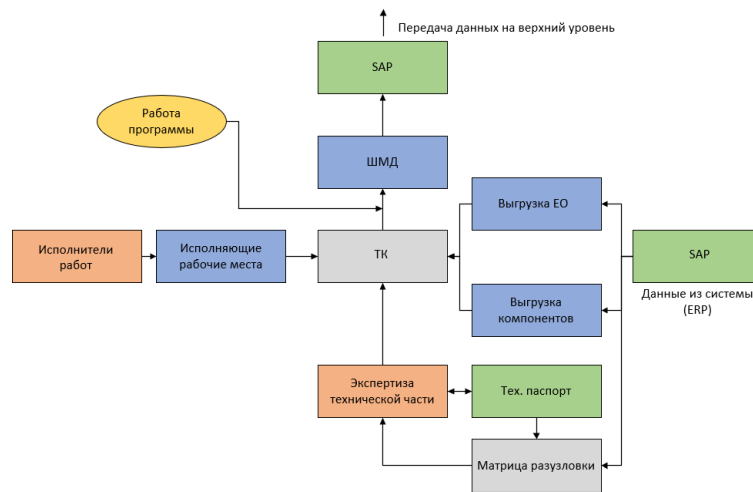 Передача данных на верхний уровень
SAP
Работа
программы
ШМД
Выгрузка ЕО
Исполнители
работ
Исполняющие
рабочие места
ТК
SAP
Данные из системы
(ERP)
Выгрузка
компонентов
Экспертиза
технической части
Тех. паспорт
Матрица разузловки